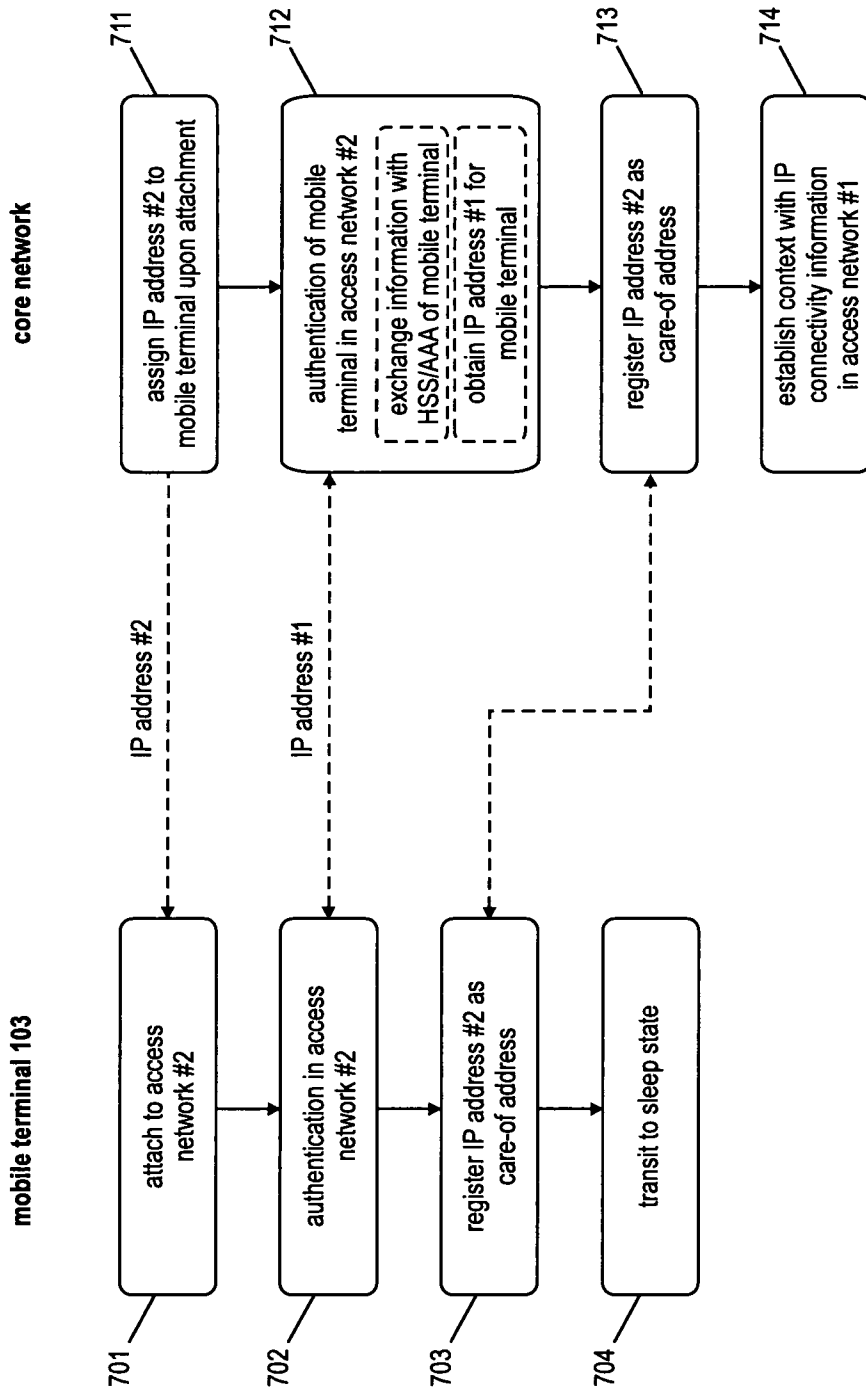 mobile terminal 103
core network
701
attach to access
network #2
702
authentication in access
network #2
703
register IP address #2 as
care-of address
704
transit to sleep state
IP address #2
IP address #1
711
assign IP address #2 to
mobile terminal upon attachment
712
authentication of mobile
terminal in access network #2
exchange information with
HSS/AAA of mobile terminal
obtain IP address #1 for
mobile terminal
713
register IP address #2 as
care-of address
714
establish context with IP
connectivity information
in access network #1